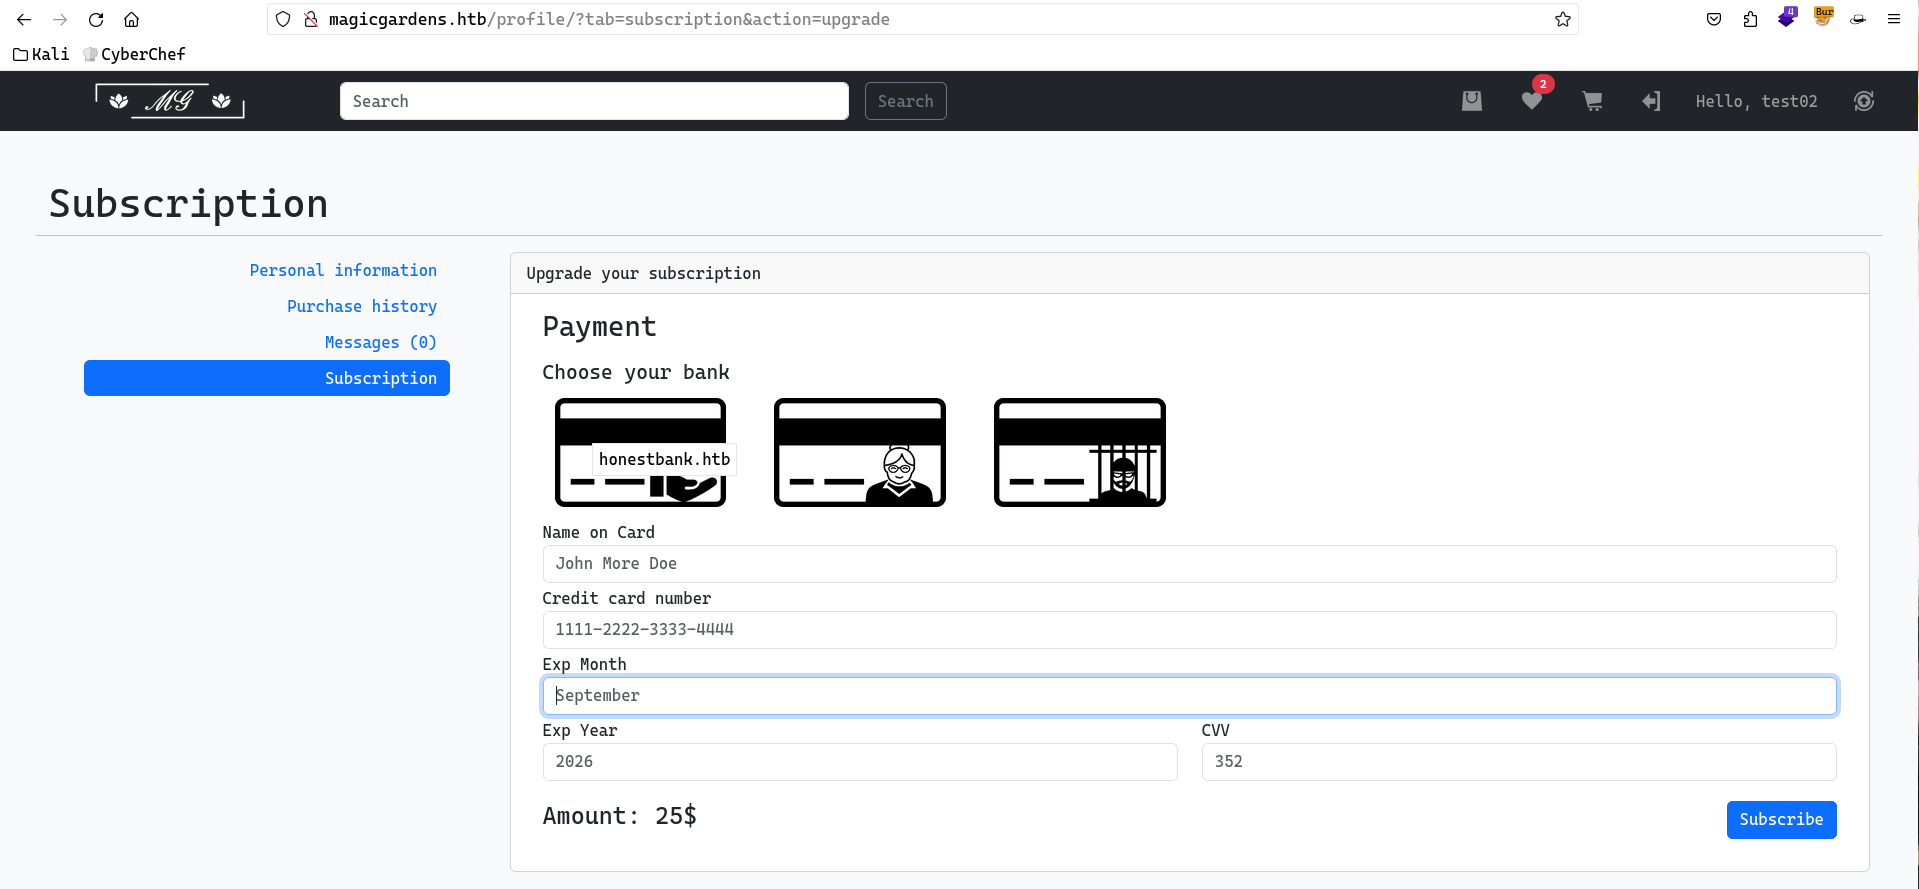 magicgardens.htb/profile/?tab=subscription&action=upgrade
4
Bur
Kali CyberChef
MG
Search
Search
2
Hello, test02
Subscription
Personal information
Purchase history
Messages (0)
Subscription
Upgrade your subscription
Payment
Choose your bank
honestbank.htb
Name on Card
John More Doe
Credit card number
1111-2222-3333-4444
Exp Month
September
Exp Year
CVV
2026
352
Amount: 25$
Subscribe